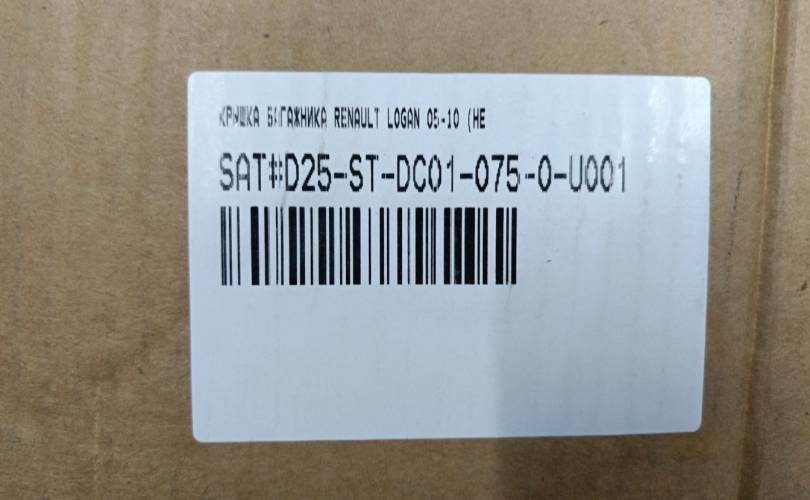 КРЫШКА БАГАЖНИКА RENAULT LOGAN 05-10 (НЕ
SAT#D25-ST-DC01-075-0-U001